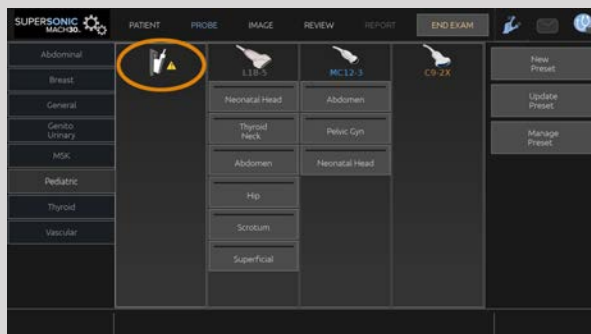 SUPERSONIC
MACH30.
PATIENT
PROBE
IMAGE
REVIEW
REPORT
END EXAM
Abdominal
Breast
General
Genito
Urinary
MSK
Pediatric
Thyroid
Vascular
L18-5
Neonatal Head
Thyroid
Neck
Abdomen
Hip
Scrotum
Superficial
MC12-3
Abdomen
Pelvic Gyn
Neonatal Head
C9-2X
New
Preset
Update
Preset
Manage
Preset